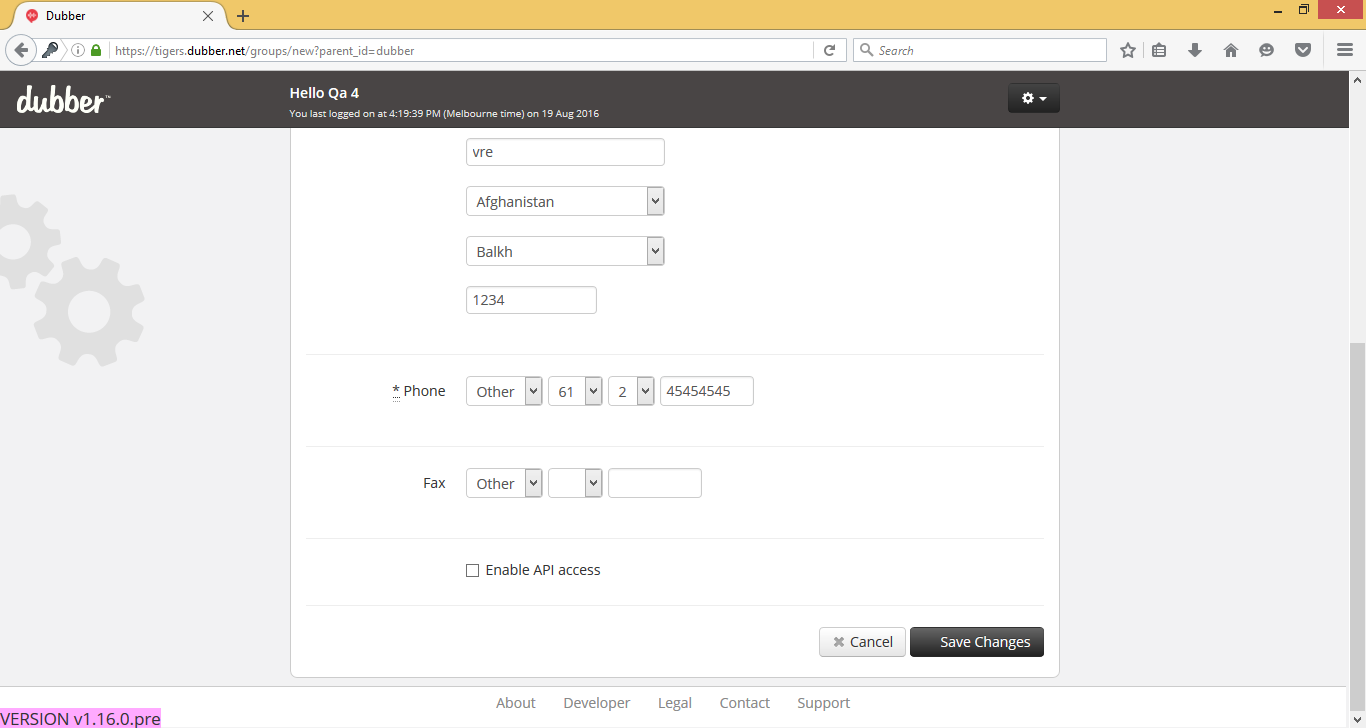 Dubber
https://tigers.dubber.net/groups/new?parent_id=dubber
Search
dubber™
Hello Qa 4
You last logged on at 4:19:39 PM (Melbourne time) on 19 Aug 2016
vre
Afghanistan
Balkh
1234
* Phone Other 61 2 45454545
Fax Other
Enable API access
Cancel Save Changes
About Developer Legal Contact Support
VERSION v1.16.0.pre